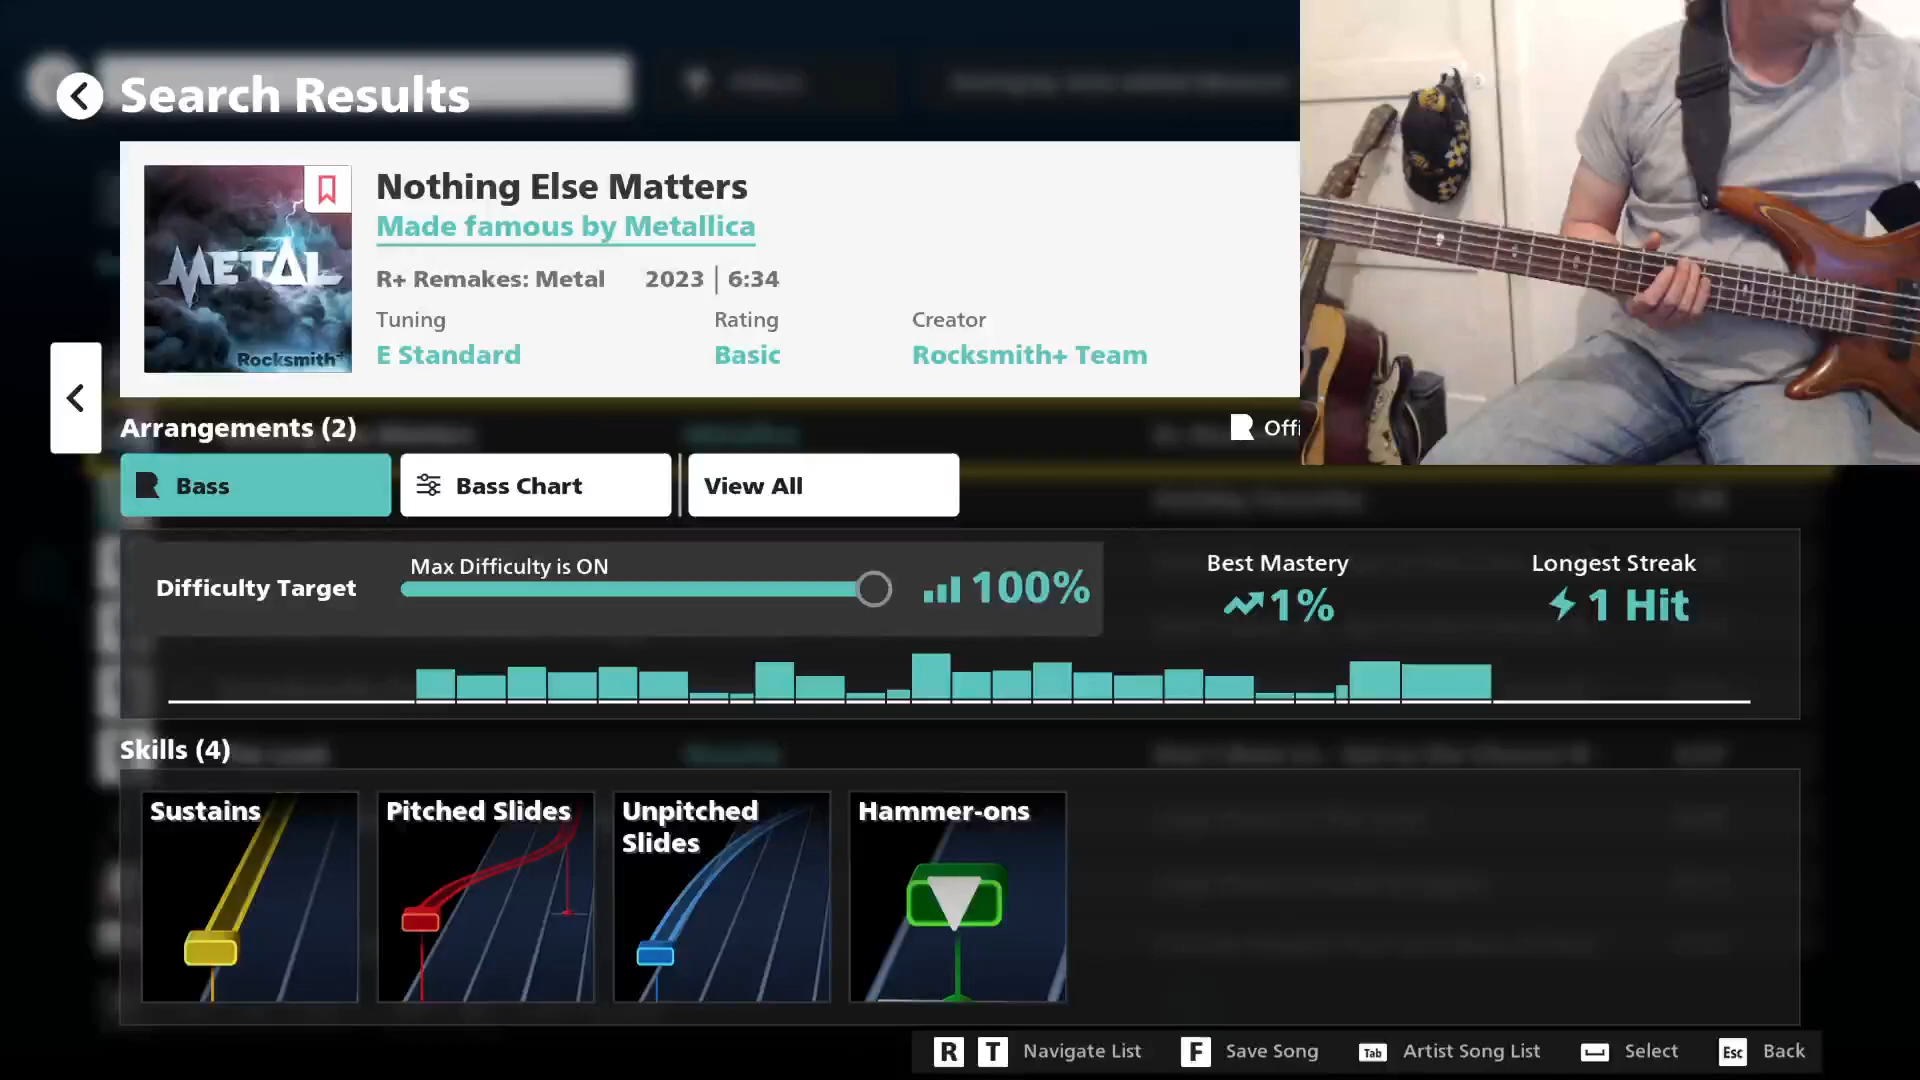 Search Results
Nothing Else Matters
Made famous by Metallica
R+ Remakes: Metal 2023 | 6:34
Tuning Rating Creator
E Standard Basic Rocksmith+ Team
METAL
Rocksmith+
Arrangements (2)
Offi
Bass Bass Chart View All
Max Difficulty is ON
Difficulty Target 100%
Best Mastery Longest Streak
1% 1 Hit
Skills (4)
Sustains
Pitched Slides
Unpitched
Slides
Hammer-ons
R T Navigate List F Save Song Tab Artist Song List Select Esc Back